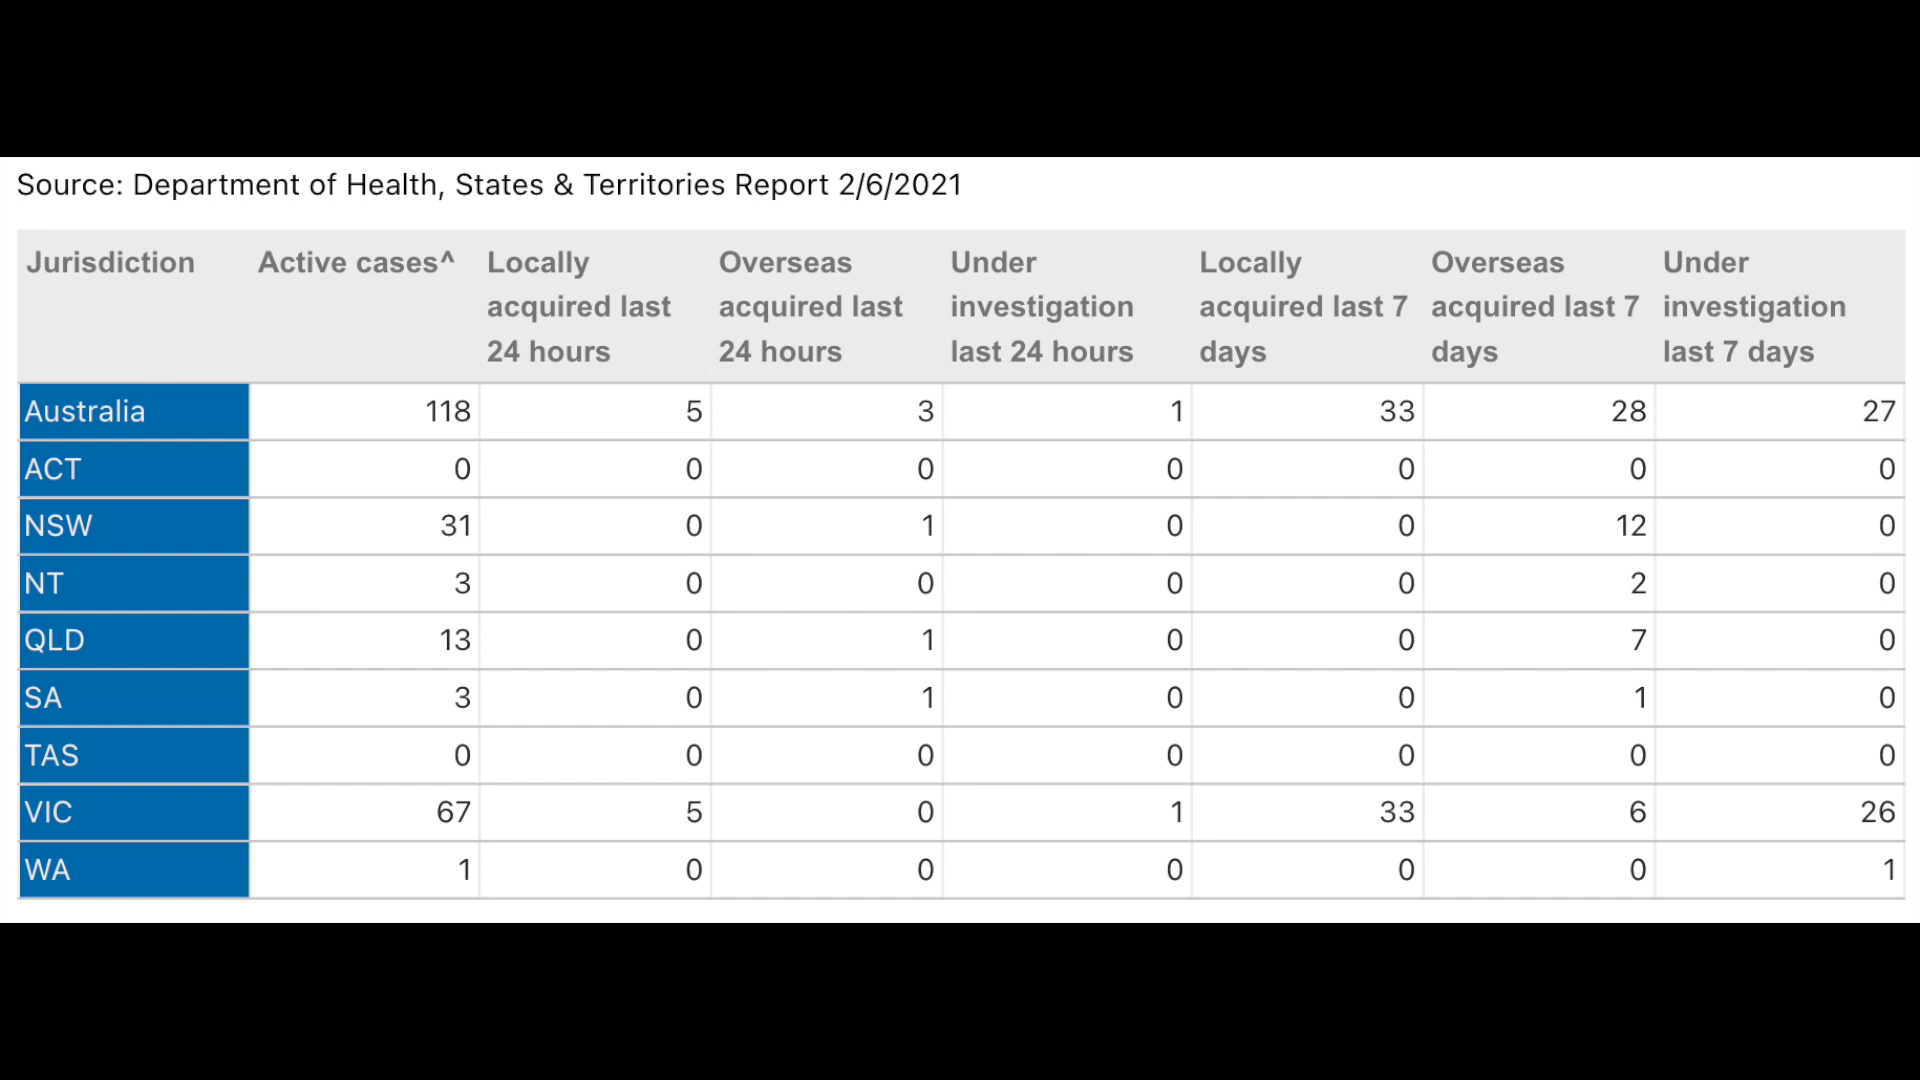 Source: Department of Health, States & Territories Report 2/6/2021
Jurisdiction Active cases^ Locally acquired last 24 hours Overseas acquired last 24 hours Under investigation last 24 hours Locally acquired last 7 days Overseas acquired last 7 days Under investigation last 7 days
Australia 118 5 3 1 33 28 27
ACT 0 0 0 0 0 0 0
NSW 31 0 1 0 0 12 0
NT 3 0 0 0 0 2 0
QLD 13 0 1 0 0 7 0
SA 3 0 1 0 0 1 0
TAS 0 0 0 0 0 0 0
VIC 67 5 0 1 33 6 26
WA 1 0 0 0 0 0 1